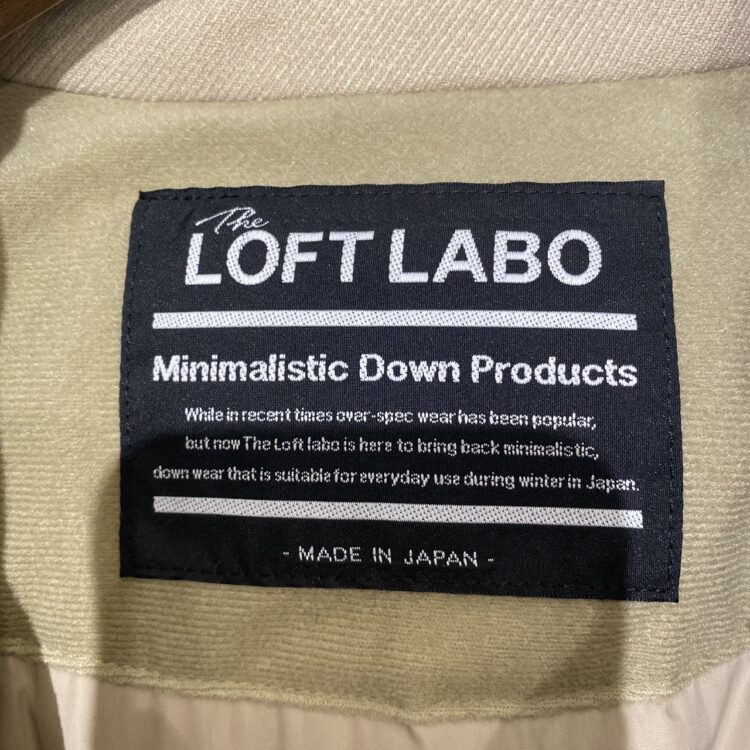 The
LOFT LABO
Minimalistic Down Products
While in recent times over-spec wear has been popular,
but now The Loft labo is here to bring back minimalistic,
down wear that is suitable for everyday use during winter in Japan.
- MADE IN JAPAN -